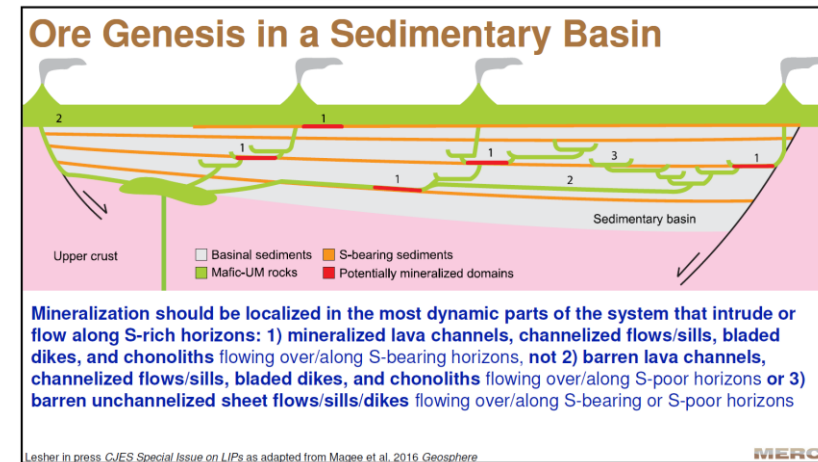 Ore Genesis in a Sedimentary Basin
2
1
1
1
3
1
1
2
Sedimentary basin
Upper crust
Basinal sediments
S-bearing sediments
Mafic-UM rocks
Potentially mineralized domains
Mineralization should be localized in the most dynamic parts of the system that intrude or
flow along S-rich horizons: 1) mineralized lava channels, channelized flows/sills, bladed
dikes, and chonoliths flowing over/along S-bearing horizons, not 2) barren lava channels,
channelized flows/sills, bladed dikes, and chonoliths flowing over/along S-poor horizons or 3)
barren unchannelized sheet flows/sills/dikes flowing over/along S-bearing or S-poor horizons
Lesher in press CJES Special Issue on LIPs as adapted from Magee et al, 2016 Geosphere
MERC